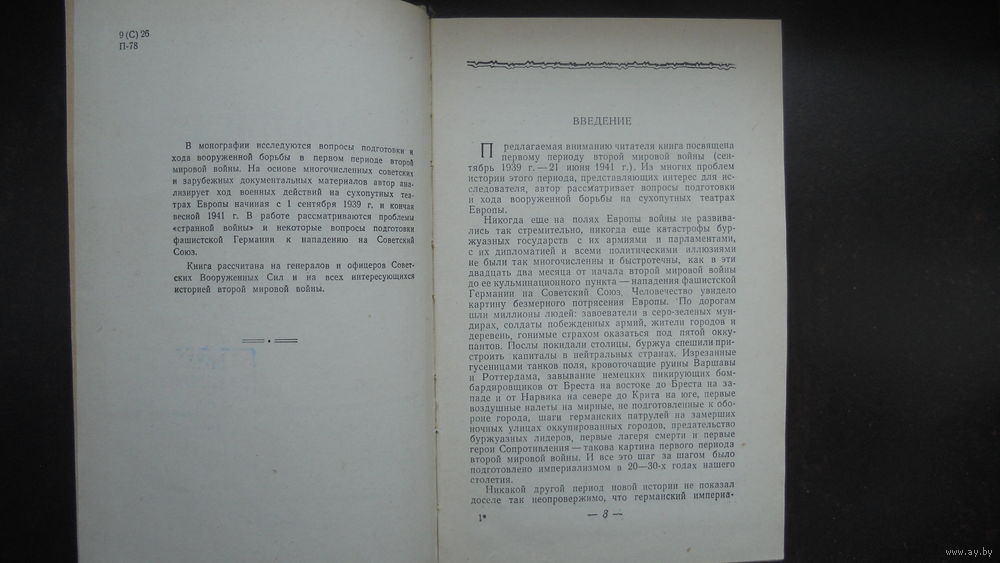 9 (С) 26
П-78
В монографии исследуются вопросы подготовки и
хода вооруженной борьбы в первом периоде второй
мировой войны. На основе многочисленных советских
и зарубежных документальных материалов автор ана-
лизирует ход военных действий на сухопутных теа-
трах Европы начиная с 1 сентября 1939 г. и кончая
весной 1941 г. В работе рассматриваются проблемы
«странной войны» и некоторые вопросы подготовки
фашистской Германии к нападению на Советский
Союз.
Книга рассчитана на генералов и офицеров Совет-
ских Вооруженных Сил и на всех интересующихся
историей второй мировой войны.
ВВЕДЕНИЕ
Предлагаемая вниманию читателя книга посвящена
первому периоду второй мировой войны (сен-
тябрь 1939 г. — 21 июня 1941 г.). Из многих проблем
истории этого периода, представляющих интерес для ис-
следователя, автор рассматривает вопросы подготовки
и хода вооруженной борьбы на сухопутных театрах
Европы.
Никогда еще на полях Европы войны не развива-
лись так стремительно, никогда еще катастрофы бур-
жуазных государств с их армиями и парламентами,
с их дипломатией и всеми политическими иллюзиями
не были так многочисленны и быстротечны, как в эти
двадцать два месяца от начала второй мировой войны
до ее кульминационного пункта — нападения фашистской
Германии на Советский Союз. Человечество увидело
картину безмерного потрясения Европы. По дорогам
шли миллионы людей: завоеватели в серо-зеленых мун-
дирах, солдаты побежденных армий, жители городов и
деревень, гонимые страхом оказаться под пятой окку-
пантов. Послы покидали столицы, буржуа спешили при-
строить капиталы в нейтральных странах. Изрезанные
гусеницами танков поля, кровоточащие руины Варшавы
и Роттердама, завывание немецких пикирующих бом-
бардировщиков от Бреста на востоке до Бреста на за-
паде и от Нарвика на севере до Крита на юге, первые
воздушные налеты на мирные, не подготовленные к обо-
роне города, шаги германских патрулей на замерших
ночных улицах оккупированных городов, предательство
буржуазных лидеров, первые лагеря смерти и первые
герои Сопротивления — такова картина первого периода
второй мировой войны. И все это шаг за шагом было
подготовлено империализмом в 20—30-х годах нашего
столетия.
Никакой другой период новой истории не показал
доселе так неопровержимо, что германский империа-
1*
— 3 —
www.ay.by